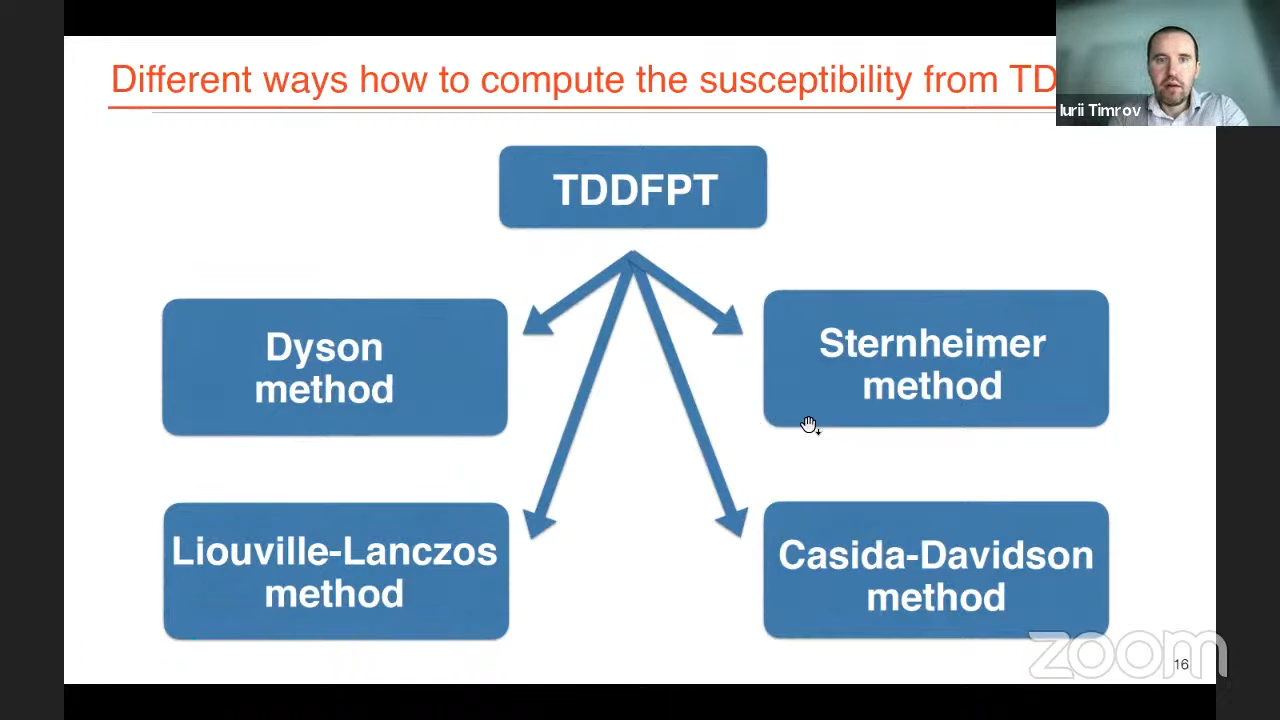 Different ways how to compute the susceptibility from TD
Iurii Timrov
TDDFPT
Dyson
method
Sternheimer
method
Liouville-Lanczos
method
Casida-Davidson
method
zoom
16